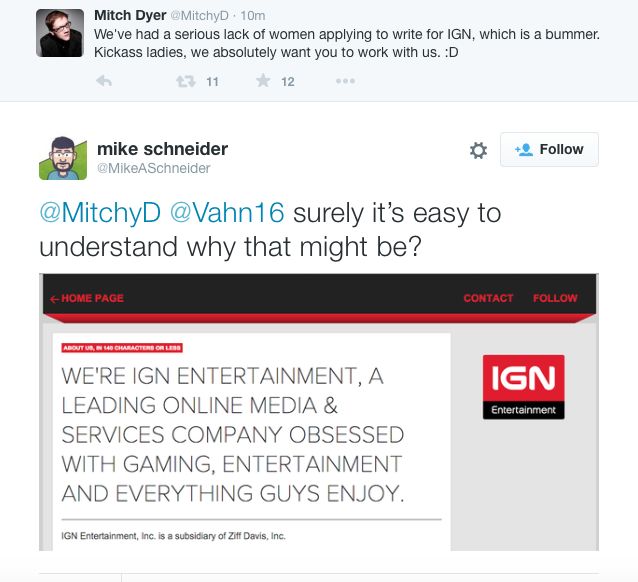 Mitch Dyer @MitchyD · 10m
We've had a serious lack of women applying to write for IGN, which is a bummer.
Kickass ladies, we absolutely want you to work with us. :D
11 12
mike schneider
@MikeASchneider
Follow
@MitchyD @Vahn16 surely it's easy to
understand why that might be?
HOME PAGE CONTACT FOLLOW
ABOUT US, IN 140 CHARACTERS OR LESS
WE'RE IGN ENTERTAINMENT, A
LEADING ONLINE MEDIA &
SERVICES COMPANY OBSESSED
WITH GAMING, ENTERTAINMENT
AND EVERYTHING GUYS ENJOY.
IGN Entertainment, Inc. is a subsidiary of Ziff Davis, Inc.
IGN
Entertainment